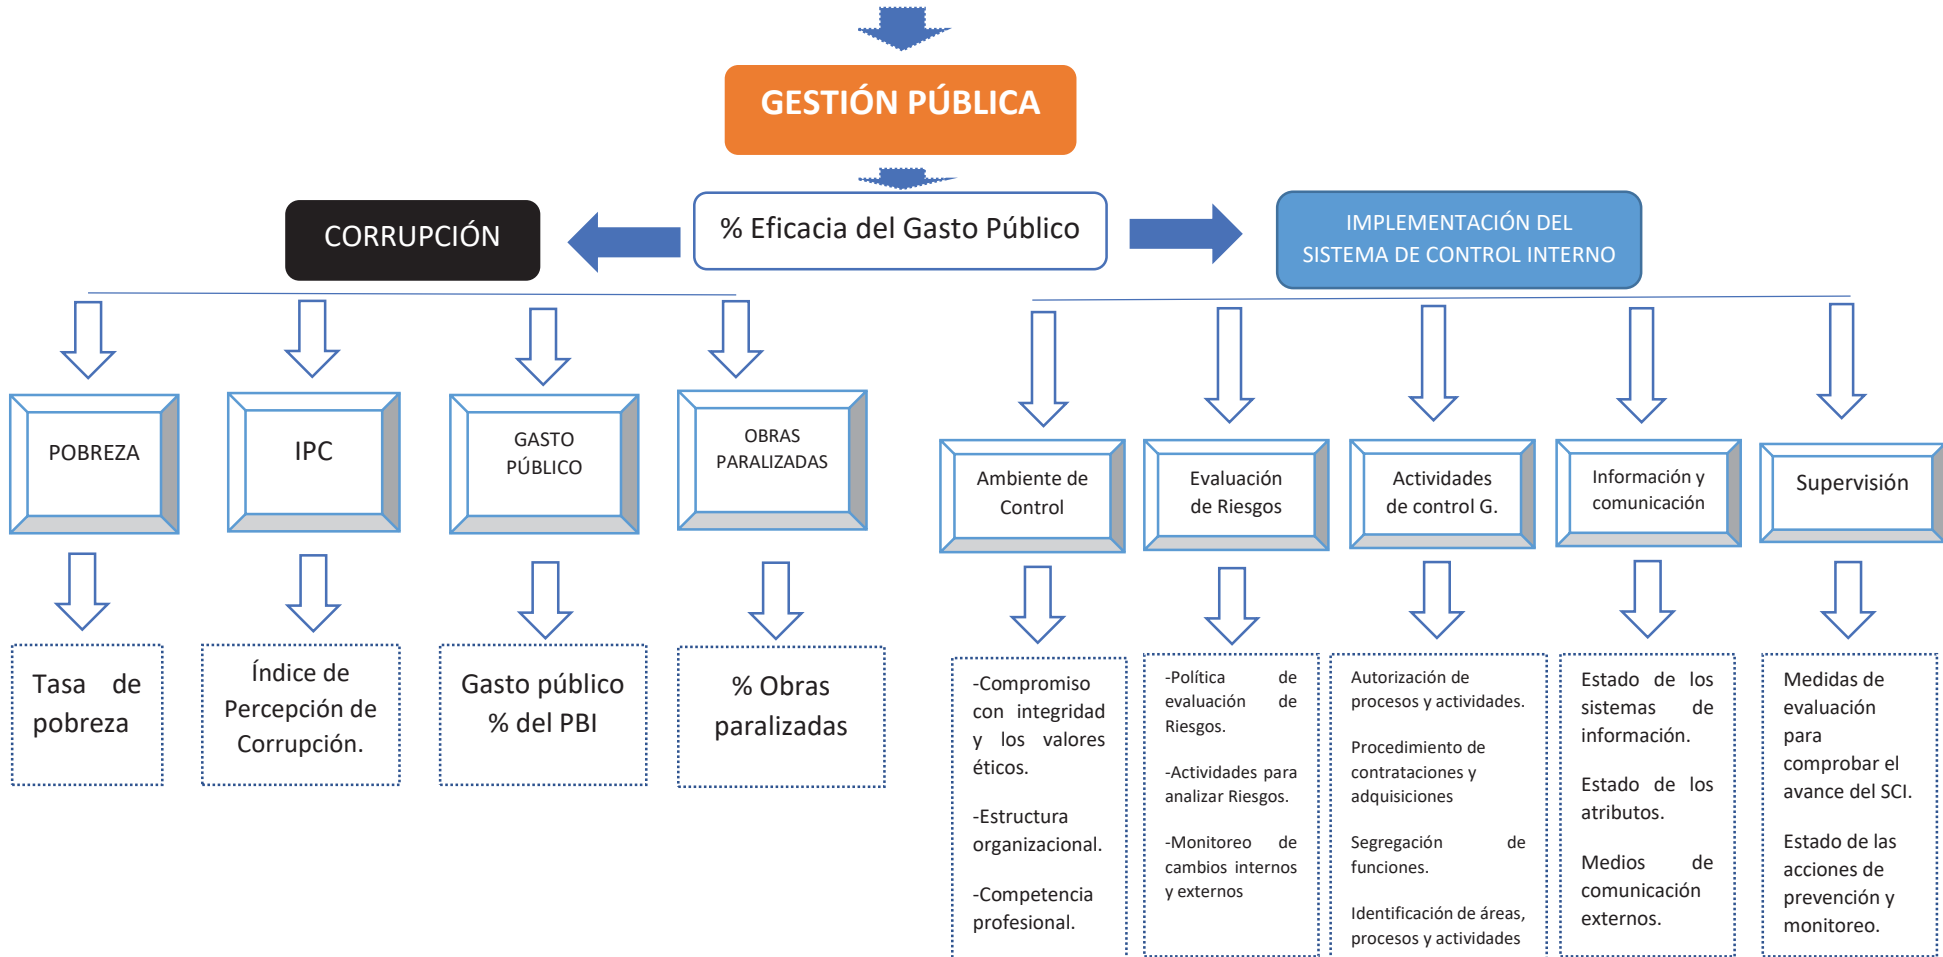 GESTIÓN PÚBLICA
% Eficacia del Gasto Público
CORRUPCIÓN
IMPLEMENTACIÓN DEL
SISTEMA DE CONTROL INTERNO
POBREZA
IPC
GASTO
PÚBLICO
OBRAS
PARALIZADAS
Ambiente de
Control
Evaluación
de Riesgos
Actividades
de control G.
Información y
comunicación
Supervisión
Tasa de
pobreza
Índice de
Percepción de
Corrupción.
Gasto público
% del PBI
% Obras
paralizadas
-Compromiso
con integridad
y los valores
éticos.
-Estructura
organizacional.
-Competencia
profesional.
-Política de
evaluación de
Riesgos.
-Actividades para
analizar Riesgos.
-Monitoreo de
cambios internos
y externos
Autorización de
procesos y actividades.
Procedimiento de
contrataciones y
adquisiciones
Segregación de
funciones.
Identificación de áreas,
procesos y actividades
Estado de los
sistemas de
información.
Estado de los
atributos.
Medios de
comunicación
externos.
Medidas de
evaluación
para
comprobar el
avance del SCI.
Estado de las
acciones de
prevención y
monitoreo.